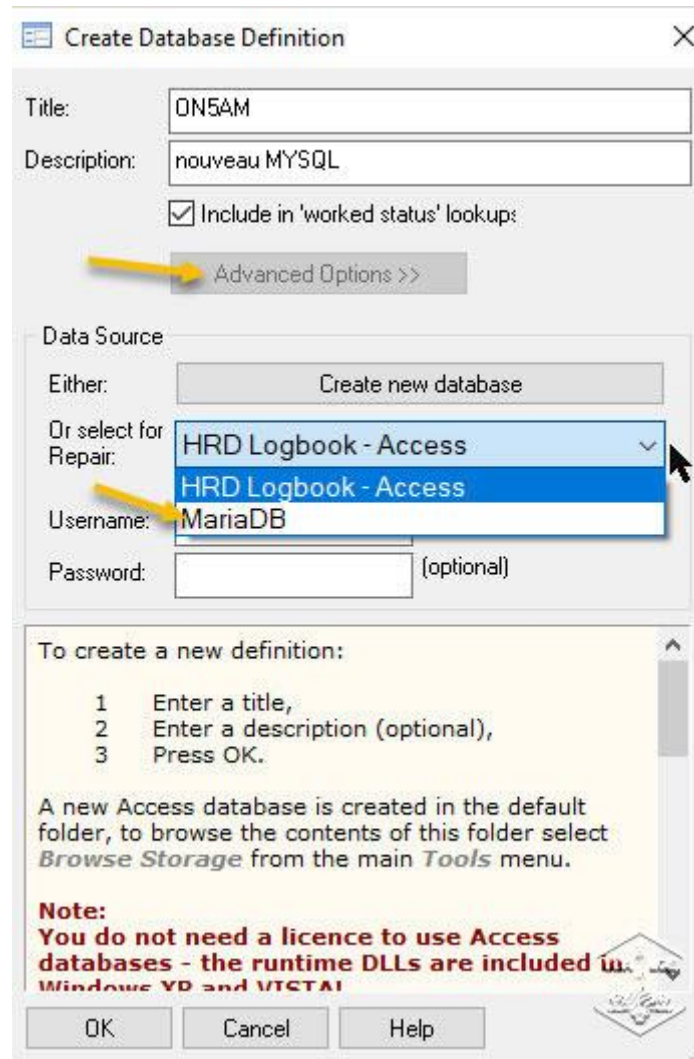 Create Database Definition
Title:
ON5AM
Description:
nouveau MYSQL
Include in 'worked status' lookups
Advanced Options >>
Data Source
Either:
Create new database
Or select for
Repair:
HRD Logbook - Access
HRD Logbook - Access
MariaDB
Username:
Password:
(optional)
To create a new definition:
1 Enter a title,
2 Enter a description (optional),
3 Press OK.
A new Access database is created in the default
folder, to browse the contents of this folder select
Browse Storage from the main Tools menu.
Note:
You do not need a licence to use Access
databases - the runtime DLLs are included in
Windows XP and VISTA!
OK
Cancel
Help